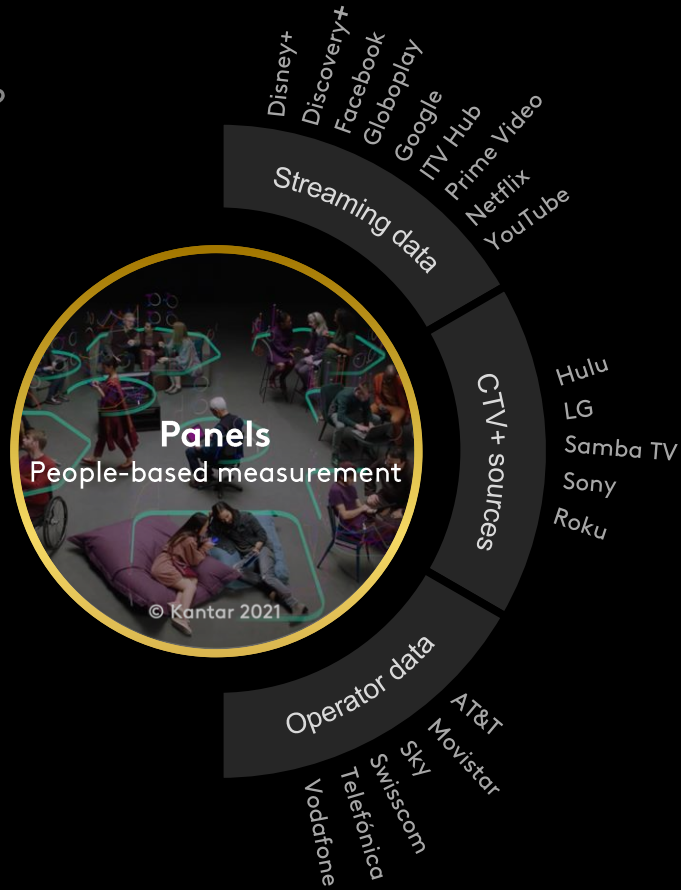 Disney+
Discovery+
Facebook
Globoplay
Google
ITV Hub
Prime Video
Netflix
YouTube
Streaming data
Hulu
LG
Samba TV
Sony
Roku
CTV+ sources
Panels
People-based measurement
© Kantar 2021
Operator data
AT&T
Movistar
Sky
Swisscom
Telefónica
Vodafone